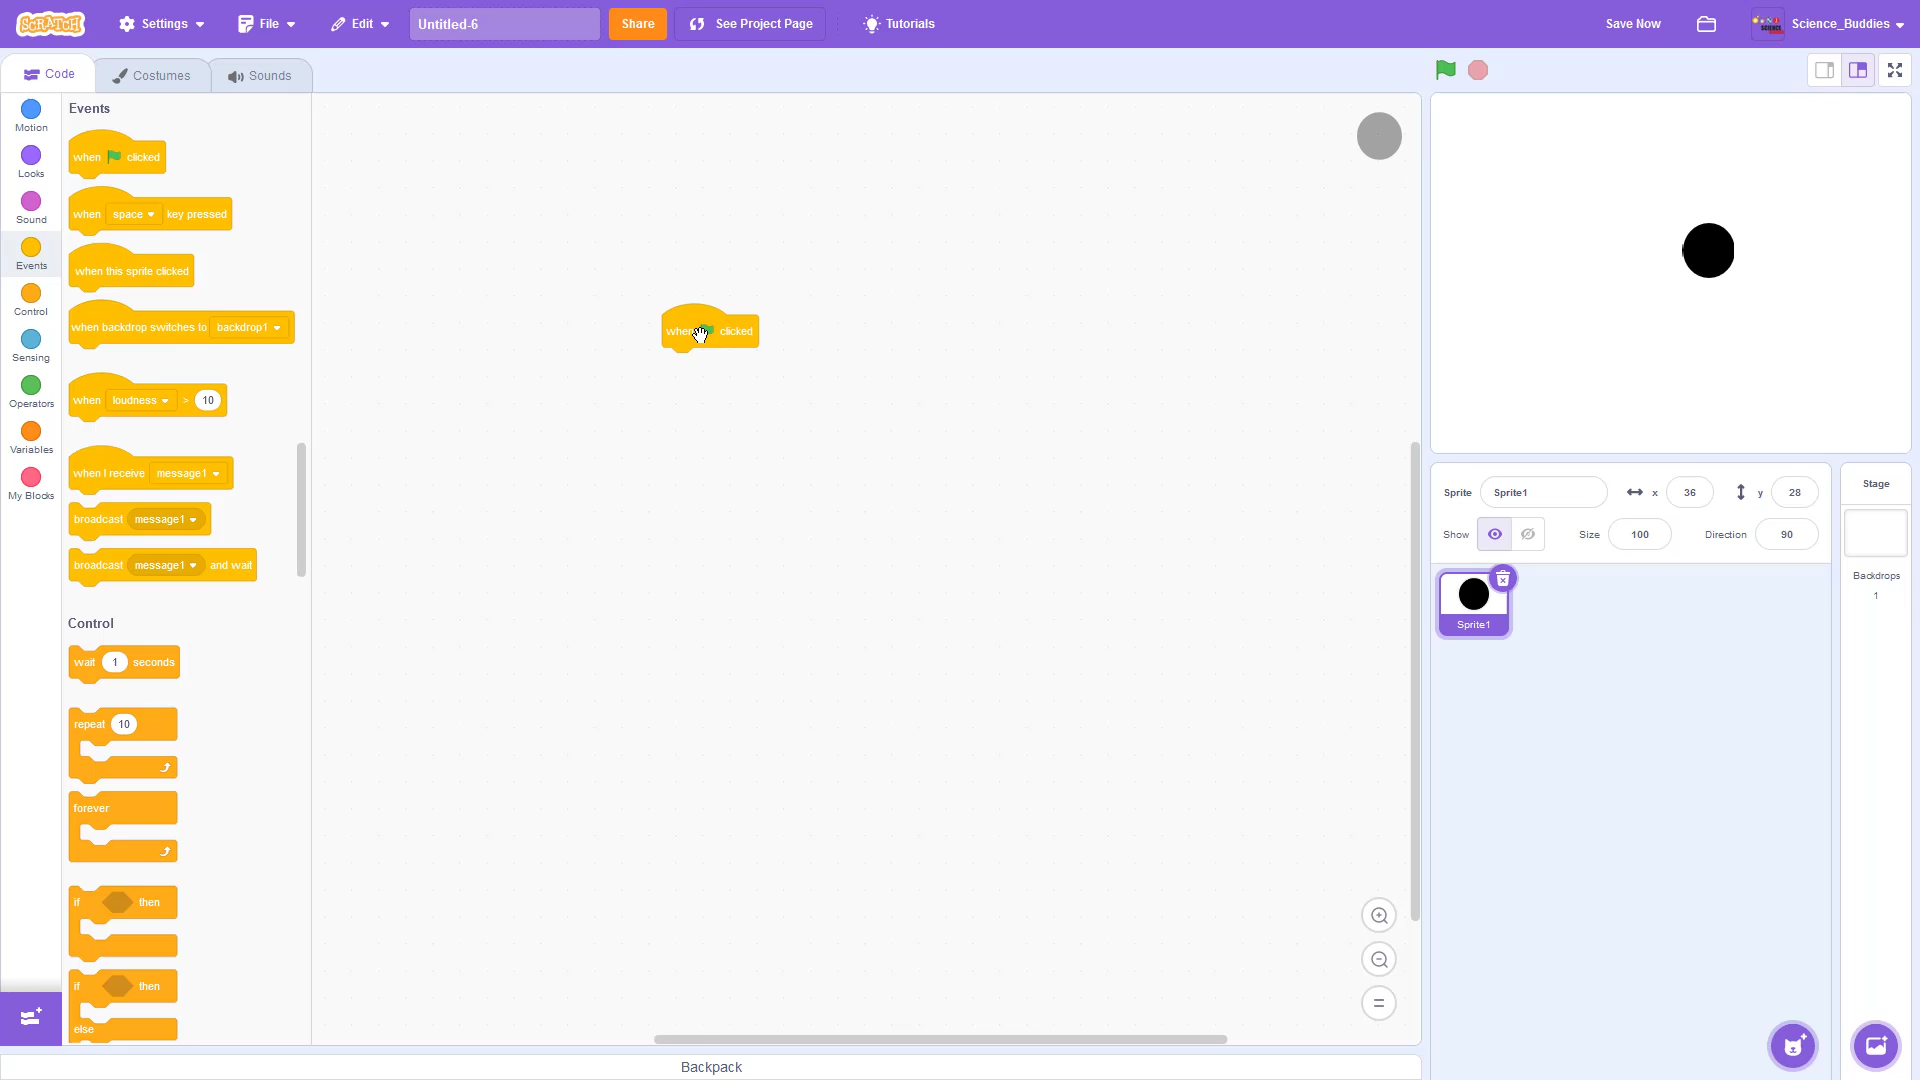 SCRATCH Settings File Edit Untitled-6 Share See Project Page Tutorials Save Now Science_Buddies
Code Costumes Sounds
Motion
Looks
Sound
Events
Control
Sensing
Operators
Variables
My Blocks
Events
when clicked
when space key pressed
when this sprite clicked
when backdrop switches to backdrop1
when loudness > 10
when I receive message1
broadcast message1
broadcast message1 and wait
Control
wait 1 seconds
repeat 10
forever
if then
if then
else
when clicked
Backpack
Sprite Sprite1 x 36 y 28
Show Size 100 Direction 90
Sprite1
Stage
Backdrops
1